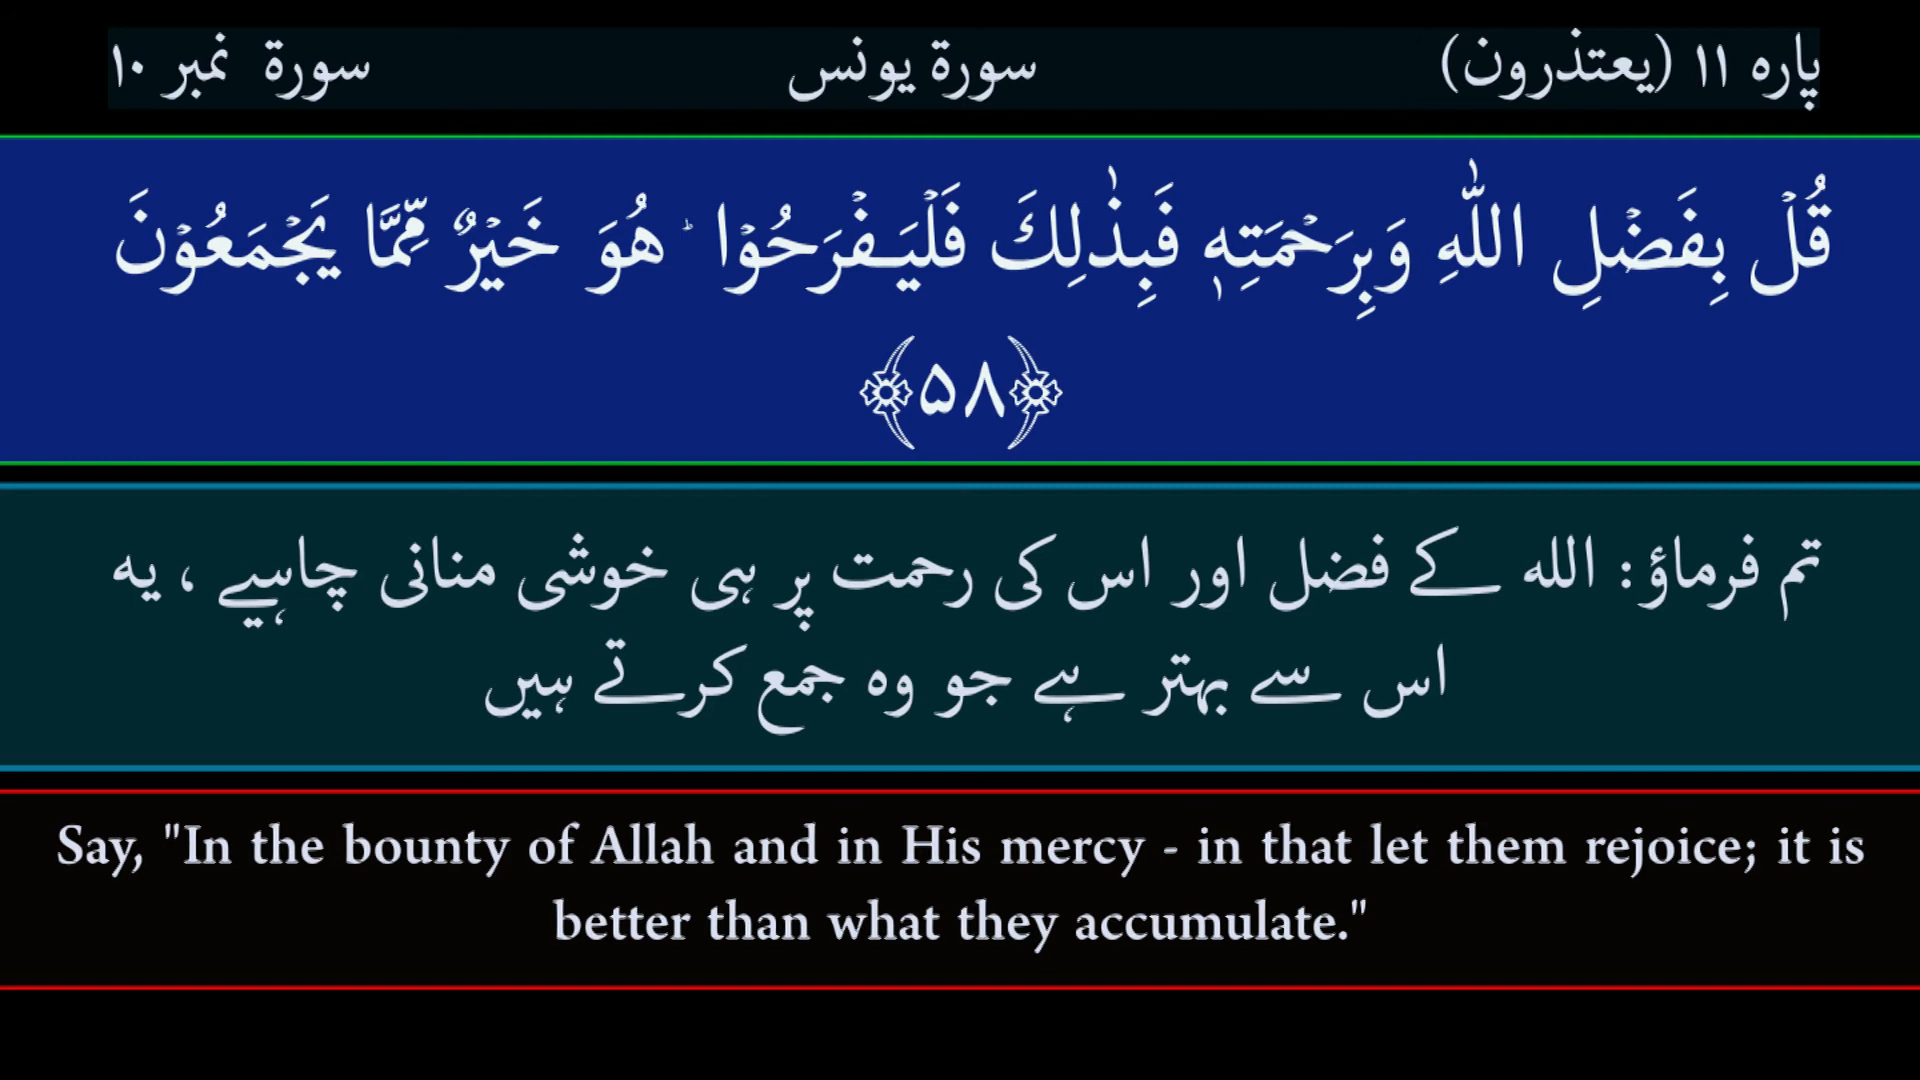 پارہ ۱۱ (یعتذرون) سورۃ یونس سورۃ نمبر ۱۰
قُلۡ بِفَضۡلِ اللّٰہِ وَبِرَحۡمَتِہٖ فَبِذٰلِكَ فَلۡيَـفۡرَحُوۡا ؕ هُوَ خَيۡرٌ مِّمَّا يَجۡمَعُوۡنَ
﴿۵۸﴾
تم فرماؤ: اللہ کے فضل اور اس کی رحمت پر ہی خوشی منانی چاہیے ، یہ
اس سے بہتر ہے جو وہ جمع کرتے ہیں
Say, "In the bounty of Allah and in His mercy - in that let them rejoice; it is
better than what they accumulate."